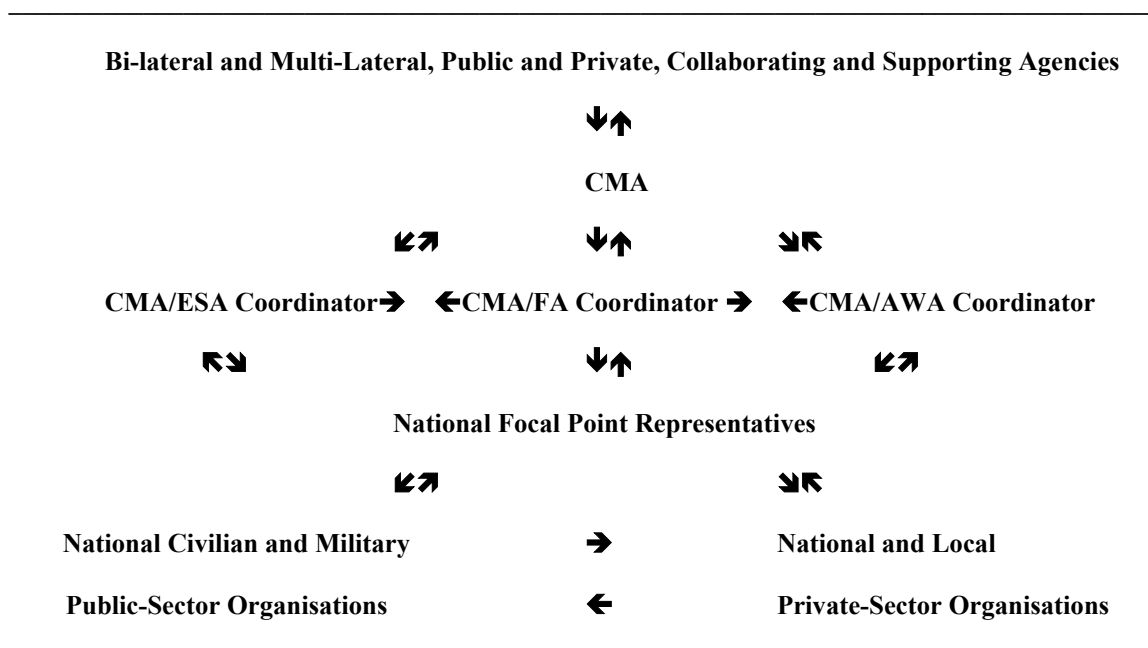 Bi-lateral and Multi-Lateral, Public and Private, Collaborating and Supporting Agencies
🡻🡹
CMA
🡿🡽 🡻🡹 🡾🡼
CMA/ESA Coordinator🡺 🡸CMA/FA Coordinator 🡺 🡸CMA/AWA Coordinator
🡼🡾 🡻🡹 🡿🡽
National Focal Point Representatives
🡿🡽 🡾🡼
National Civilian and Military 🡺 National and Local
Public-Sector Organisations 🡸 Private-Sector Organisations